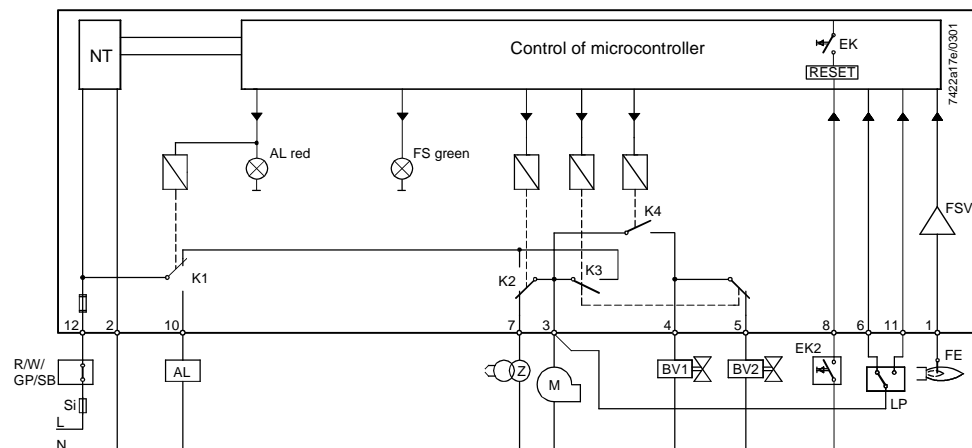 NT
Control of microcontroller
EK
RESET
7422a17e/0301
AL red
FS green
FSV
K4
K1
K2
K3
12
2
10
7
3
4
5
8
6
11
1
R/W/
GP/SB
AL
Z
M
BV1
BV2
EK2
FE
LP
Si
L
N